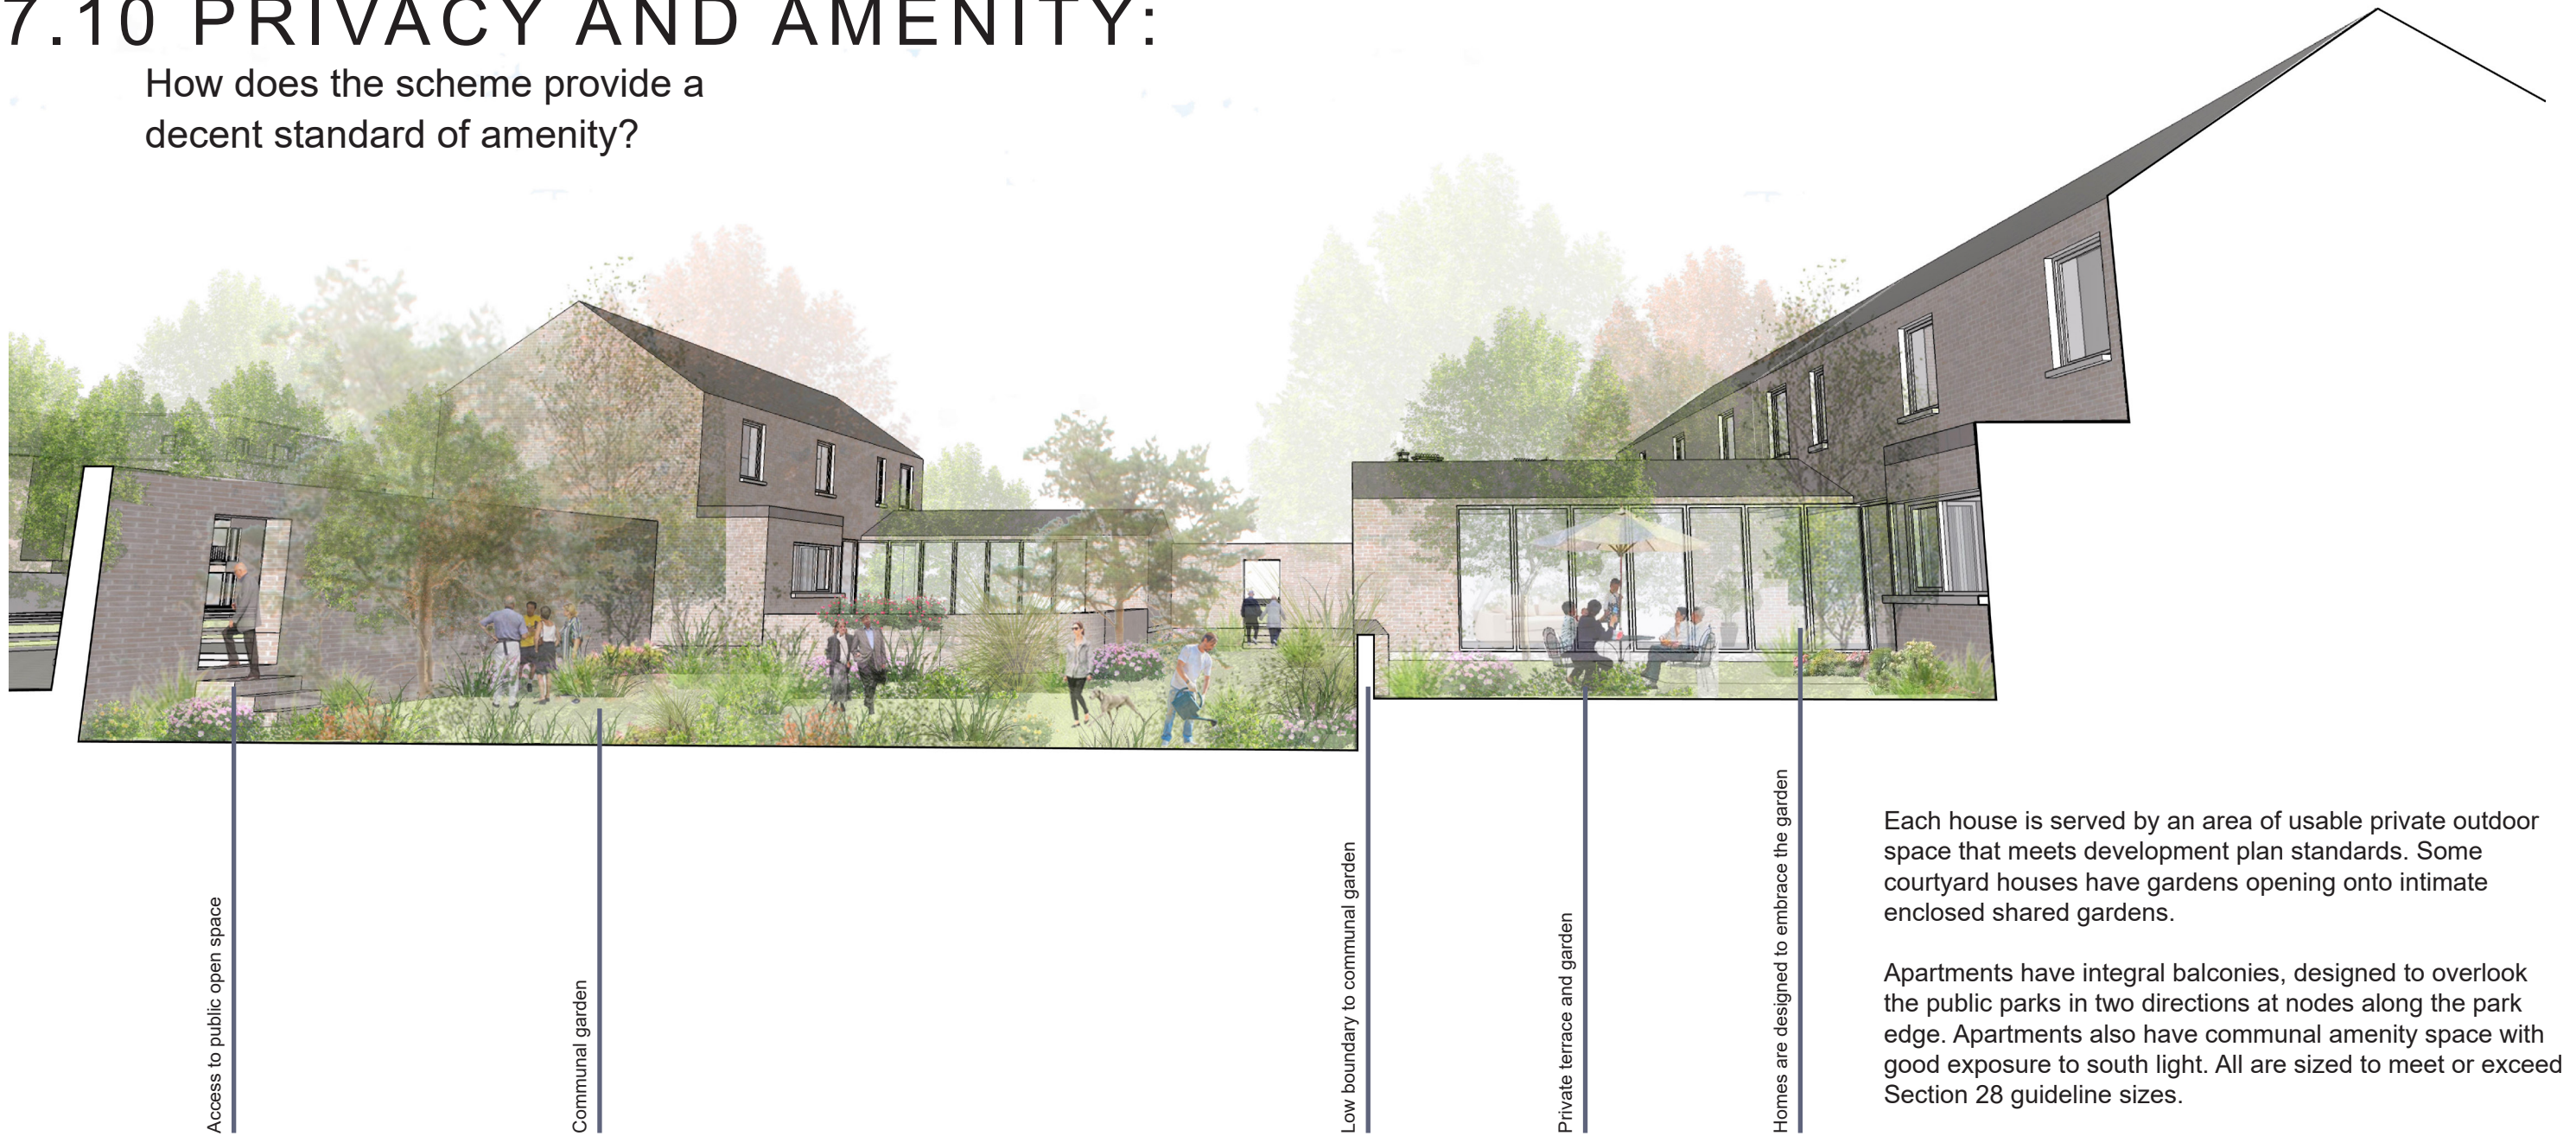 7.10 PRIVACY AND AMENITY:
How does the scheme provide a
decent standard of amenity?
Access to public open space
Communal garden
Low boundary to communal garden
Private terrace and garden
Homes are designed to embrace the garden
Each house is served by an area of usable private outdoor
space that meets development plan standards. Some
courtyard houses have gardens opening onto intimate
enclosed shared gardens.
Apartments have integral balconies, designed to overlook
the public parks in two directions at nodes along the park
edge. Apartments also have communal amenity space with
good exposure to south light. All are sized to meet or exceed
Section 28 guideline sizes.